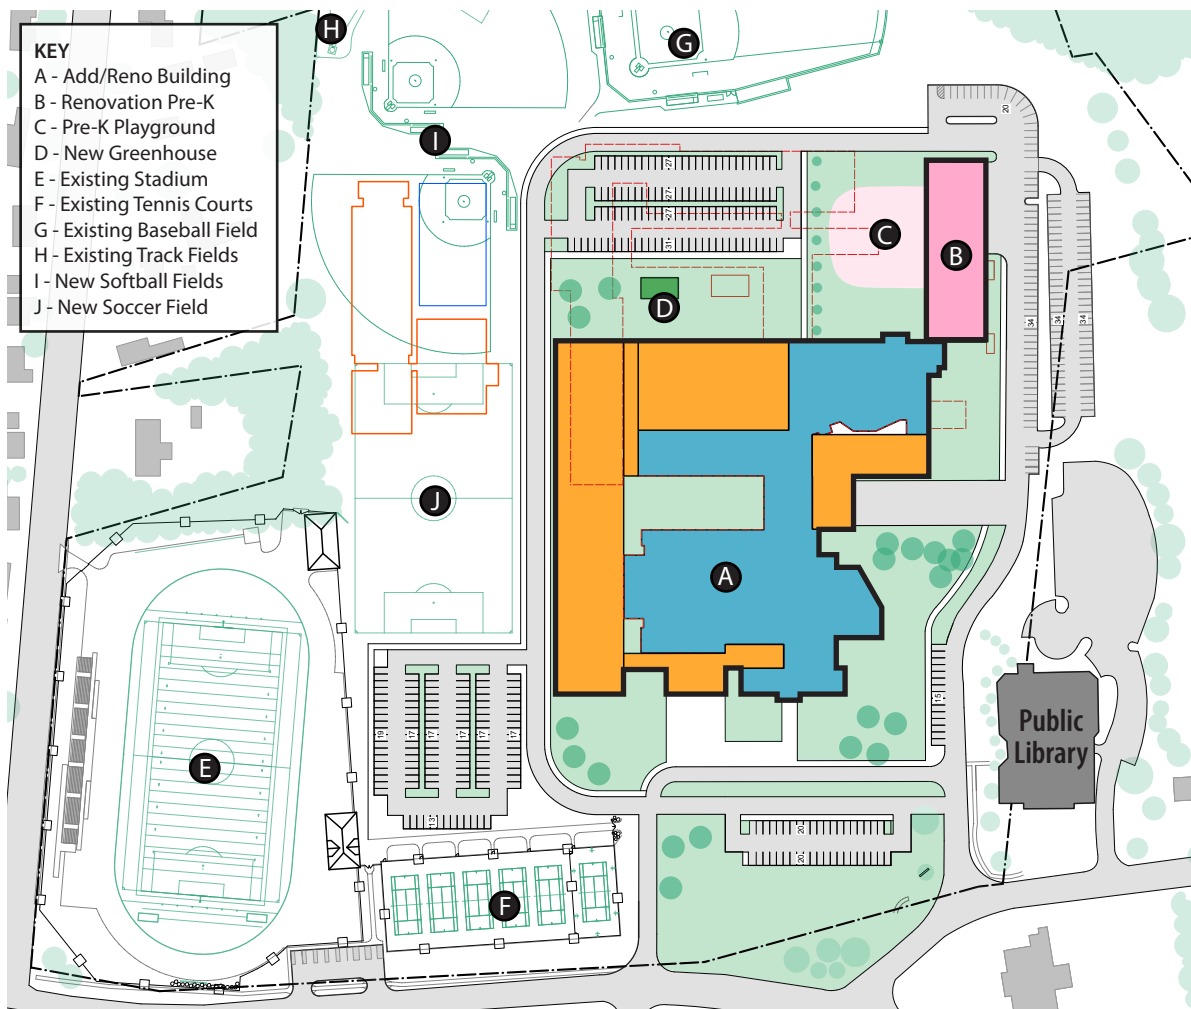 KEY
A - Add/Reno Building
B - Renovation Pre-K
C - Pre-K Playground
D - New Greenhouse
E - Existing Stadium
F - Existing Tennis Courts
G - Existing Baseball Field
H - Existing Track Fields
I - New Softball Fields
J - New Soccer Field
H
G
I
20
27
27
27
31
C
B
D
34
34
34
J
A
15
Public
Library
19
17
17
17
17
17
E
13
20
20
F